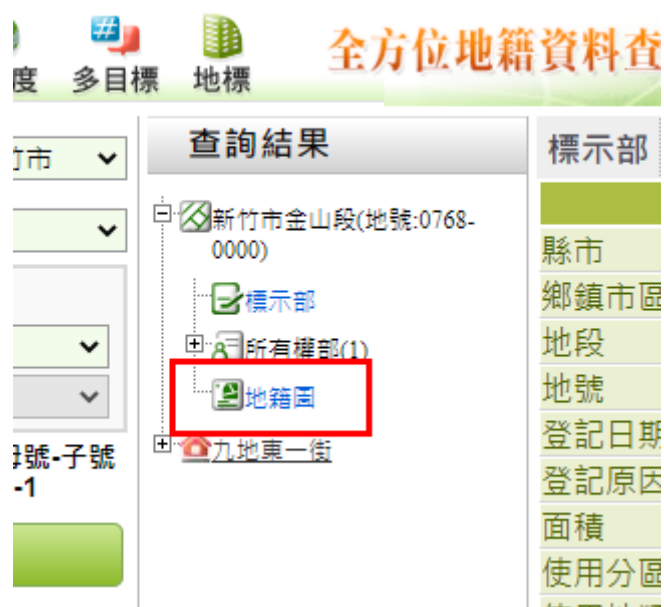 度 多目標 地標
全方位地籍資料查
竹市
查詢結果
標示部
新竹市金山段(地號:0768-
0000)
標示部
所有權部(1)
地籍圖
九地東一街
號-子號
-1
縣市
鄉鎮市區
地段
地號
登記日期
登記原因
面積
使用分區